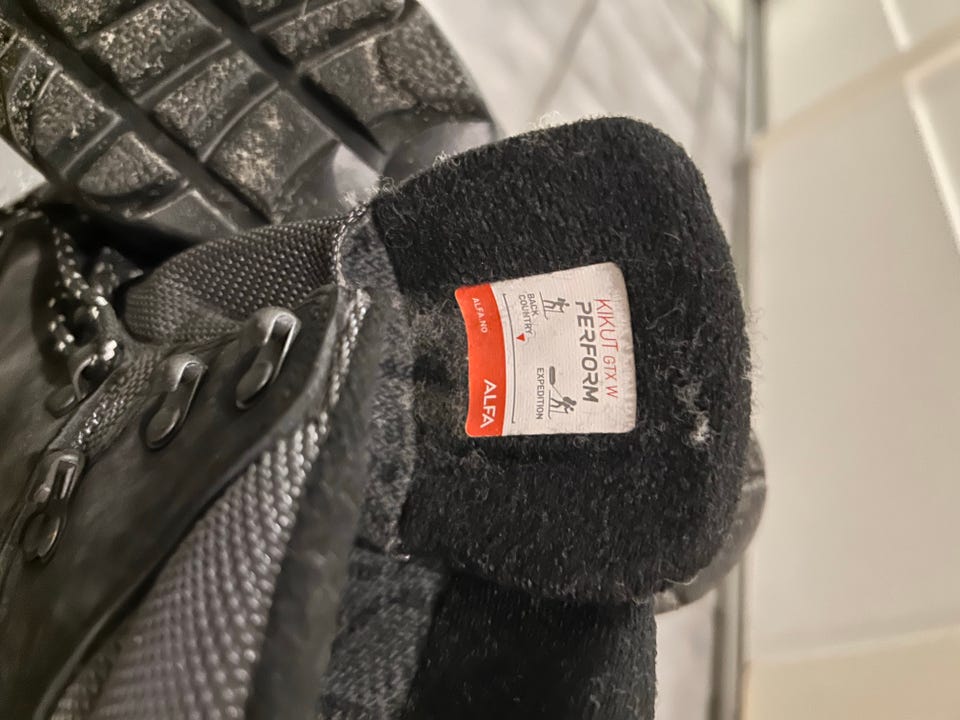 KIKUT GTX W
PERFORM
BACK
COUNTRY
EXPEDITION
ALFA.NO
ALFA